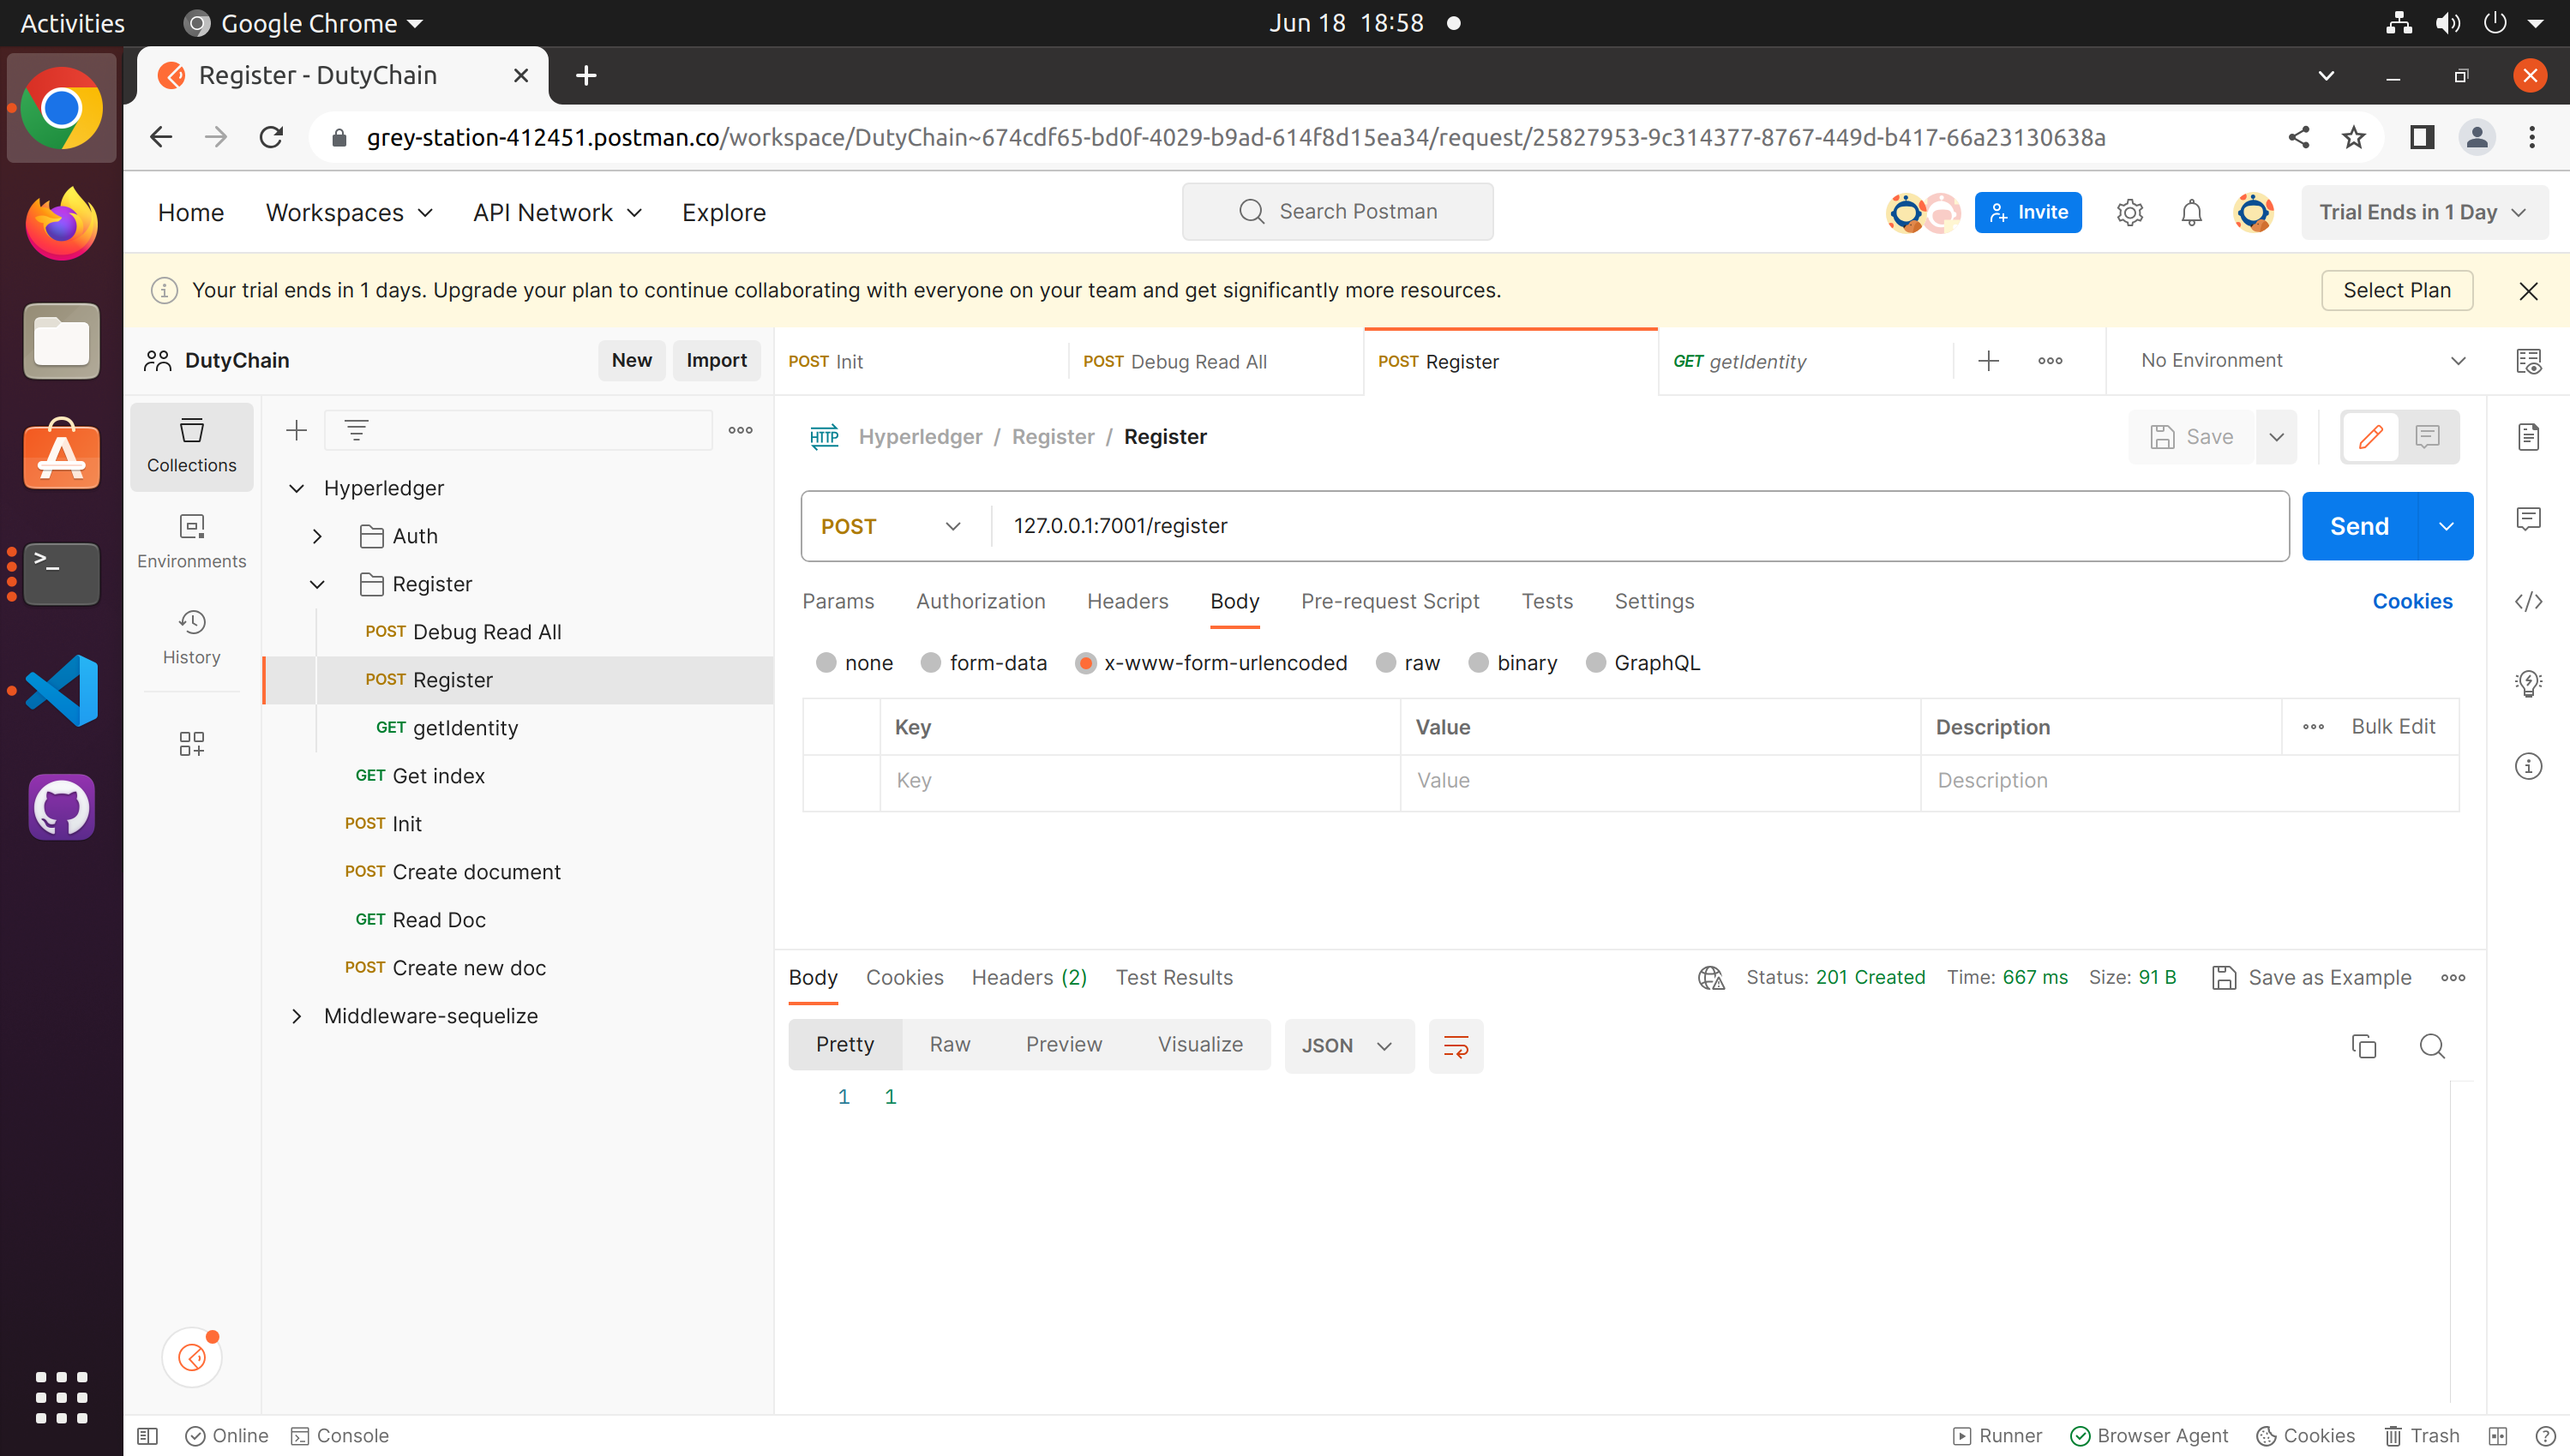 Activities Google Chrome Jun 18 18:58
Register - DutyChain
grey-station-412451.postman.co/workspace/DutyChain~674cdf65-bd0f-4029-b9ad-614f8d15ea34/request/25827953-9c314377-8767-449d-b417-66a23130638a
Home Workspaces API Network Explore Search Postman Invite Trial Ends in 1 Day
Your trial ends in 1 days. Upgrade your plan to continue collaborating with everyone on your team and get significantly more resources. Select Plan
DutyChain New Import POST Init POST Debug Read All POST Register GET getIdentity No Environment
Collections
Environments
History
Hyperledger
Auth
Register
POST Debug Read All
POST Register
GET getIdentity
GET Get index
POST Init
POST Create document
GET Read Doc
POST Create new doc
Middleware-sequelize
HTTP Hyperledger / Register / Register Save
POST 127.0.0.1:7001/register Send
Params Authorization Headers Body Pre-request Script Tests Settings Cookies
none form-data x-www-form-urlencoded raw binary GraphQL
Key Value Description Bulk Edit
Key Value Description
Body Cookies Headers (2) Test Results Status: 201 Created Time: 667 ms Size: 91 B Save as Example
Pretty Raw Preview Visualize JSON
1 1
Online Console Runner Browser Agent Cookies Trash